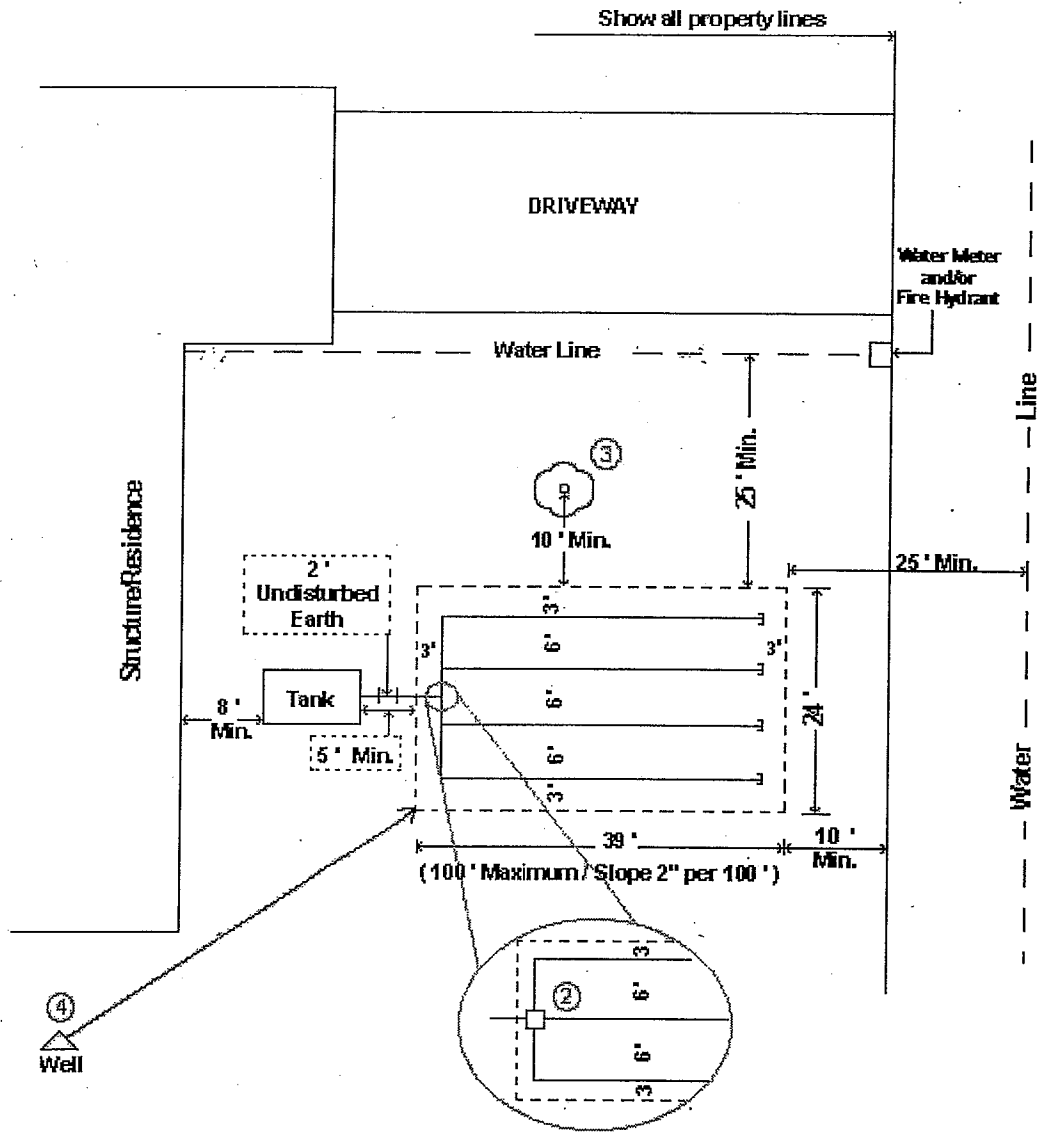 Show all property lines
DRIVEWAY
Water Meter
and/or
Fire Hydrant
Water Line
Water Line
③
25 ' Min.
10 ' Min.
25 ' Min.
Structure/Residence
2 '
Undisturbed
Earth
3'
3'
6'
3'
6'
6'
3'
24 '
Tank
8 '
Min.
5 ' Min.
39 '
(100 ' Maximum / Slope 2" per 100 ')
10 '
Min.
②
3
6'
6'
3
④
Well